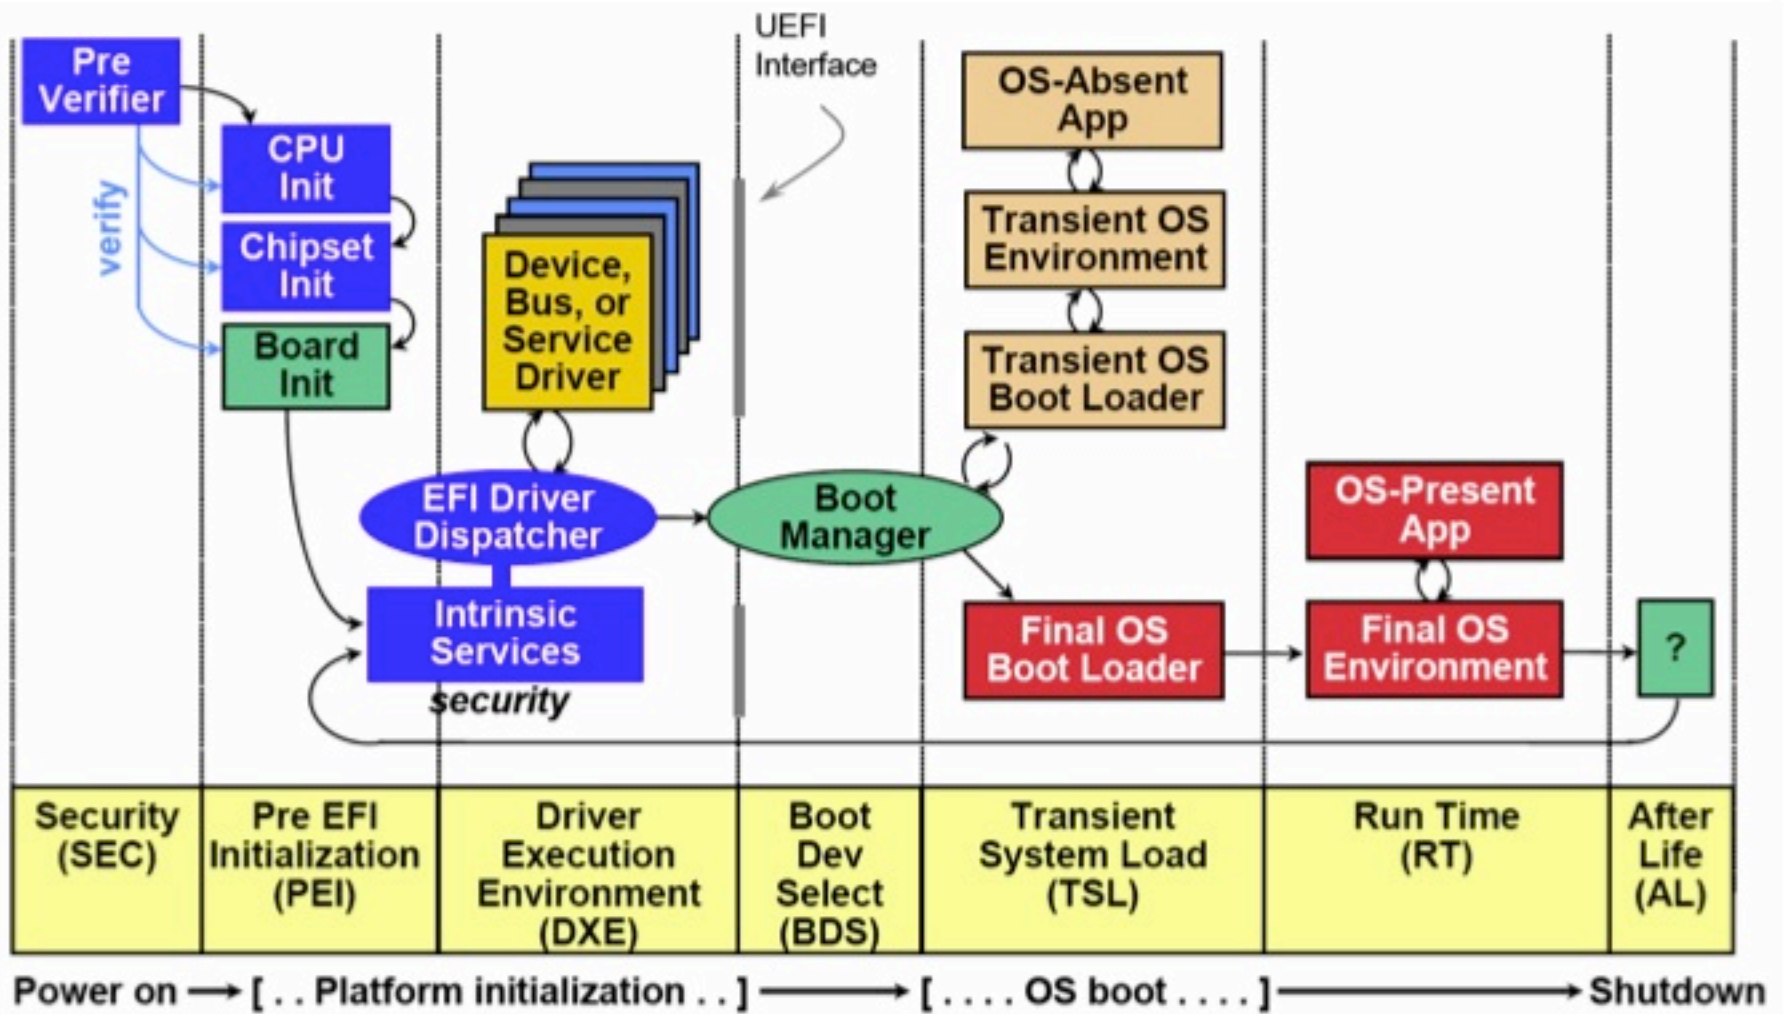 UEFI
Interface
Pre
Verifier
verify
CPU
Init
Chipset
Init
Board
Init
Device,
Bus, or
Service
Driver
EFI Driver
Dispatcher
Intrinsic
Services
security
Boot
Manager
OS-Absent
App
Transient OS
Environment
Transient OS
Boot Loader
Final OS
Boot Loader
OS-Present
App
Final OS
Environment
?
Security
(SEC)
Pre EFI
Initialization
(PEI)
Driver
Execution
Environment
(DXE)
Boot
Dev
Select
(BDS)
Transient
System Load
(TSL)
Run Time
(RT)
After
Life
(AL)
Power on [ . . Platform initialization . . ] [ . . . . OS boot . . . . ] Shutdown